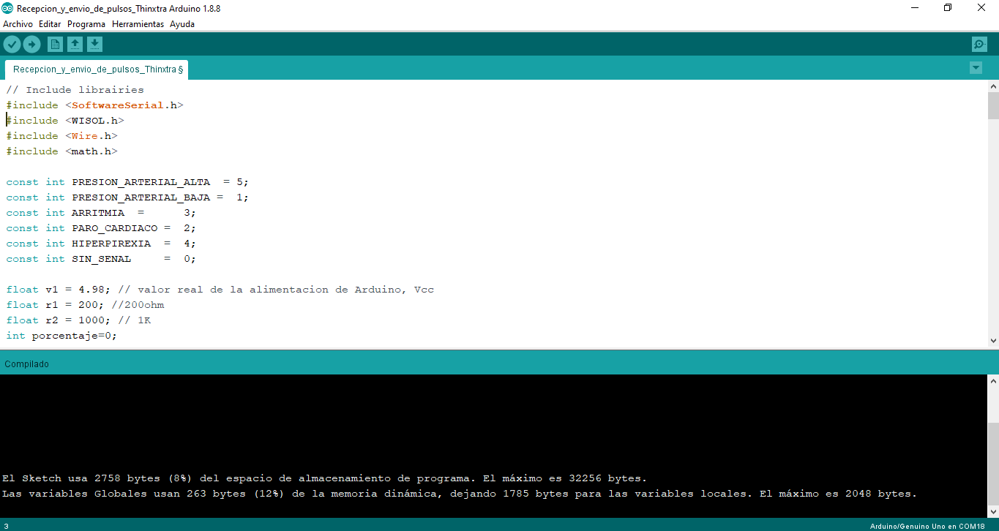 Recepcion_y_envio_de_pulsos_Thinxtra Arduino 1.8.8
Archivo Editar Programa Herramientas Ayuda
Recepcion_y_envio_de_pulsos_Thinxtra §
// Include librairies
#include <SoftwareSerial.h>
#include <WISOL.h>
#include <Wire.h>
#include <math.h>
const int PRESION_ARTERIAL_ALTA  = 5;
const int PRESION_ARTERIAL_BAJA =  1;
const int ARRITMIA  =      3;
const int PARO_CARDIACO =  2;
const int HIPERPIREXIA  =  4;
const int SIN_SENAL     =  0;
float v1 = 4.98; // valor real de la alimentacion de Arduino, Vcc
float r1 = 200; //200ohm
float r2 = 1000; // 1K
int porcentaje=0;
Compilado
El Sketch usa 2758 bytes (8%) del espacio de almacenamiento de programa. El máximo es 32256 bytes.
Las variables Globales usan 263 bytes (12%) de la memoria dinámica, dejando 1785 bytes para las variables locales. El máximo es 2048 bytes.
3 Arduino/Genuino Uno en COM18